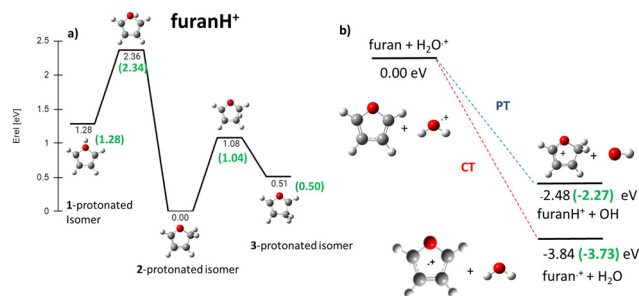 a)
furanH⁺
2.5
2
1.5
1
0.5
0
Erel [eV]
2.36
(2.34)
1.28
(1.28)
1-protonated
Isomer
0.00
2-protonated isomer
1.08
(1.04)
0.51
(0.50)
3-protonated isomer
b)
furan + H₂O·⁺
0.00 eV
+
·+
PT
CT
+
+
-2.48 (-2.27) eV
furanH⁺ + OH
·+
+
-3.84 (-3.73) eV
furan·⁺ + H₂O